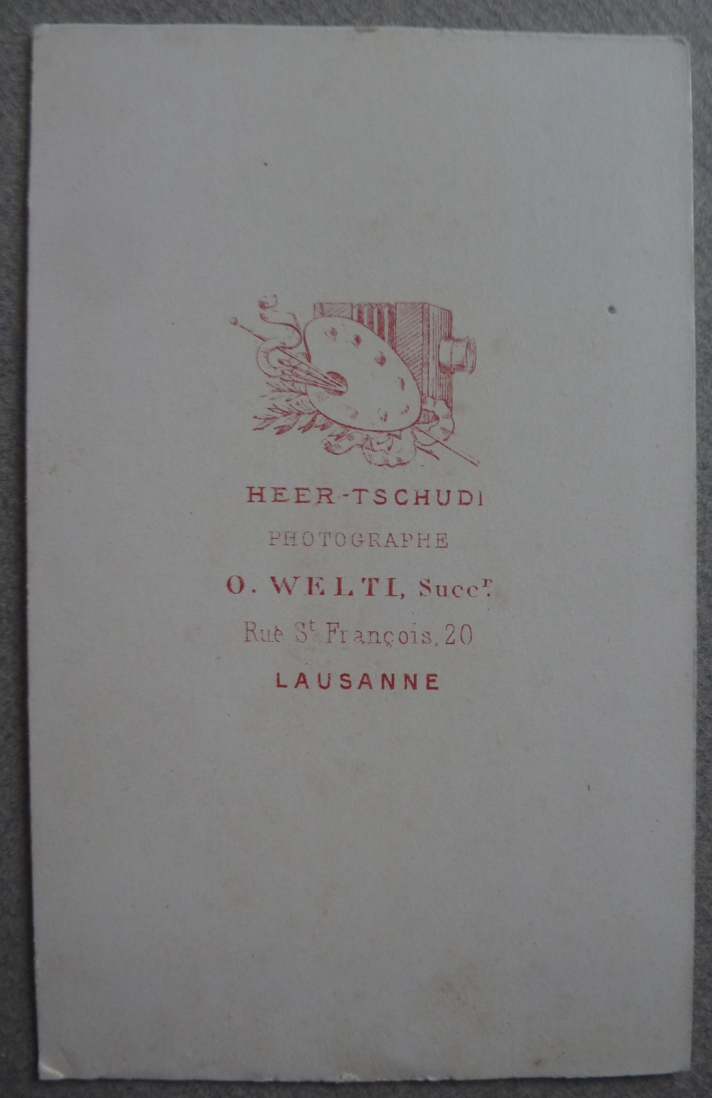 HEER-TSCHUDI
PHOTOGRAPHE
O. WELTI, Succr.
Rue St François, 20
LAUSANNE